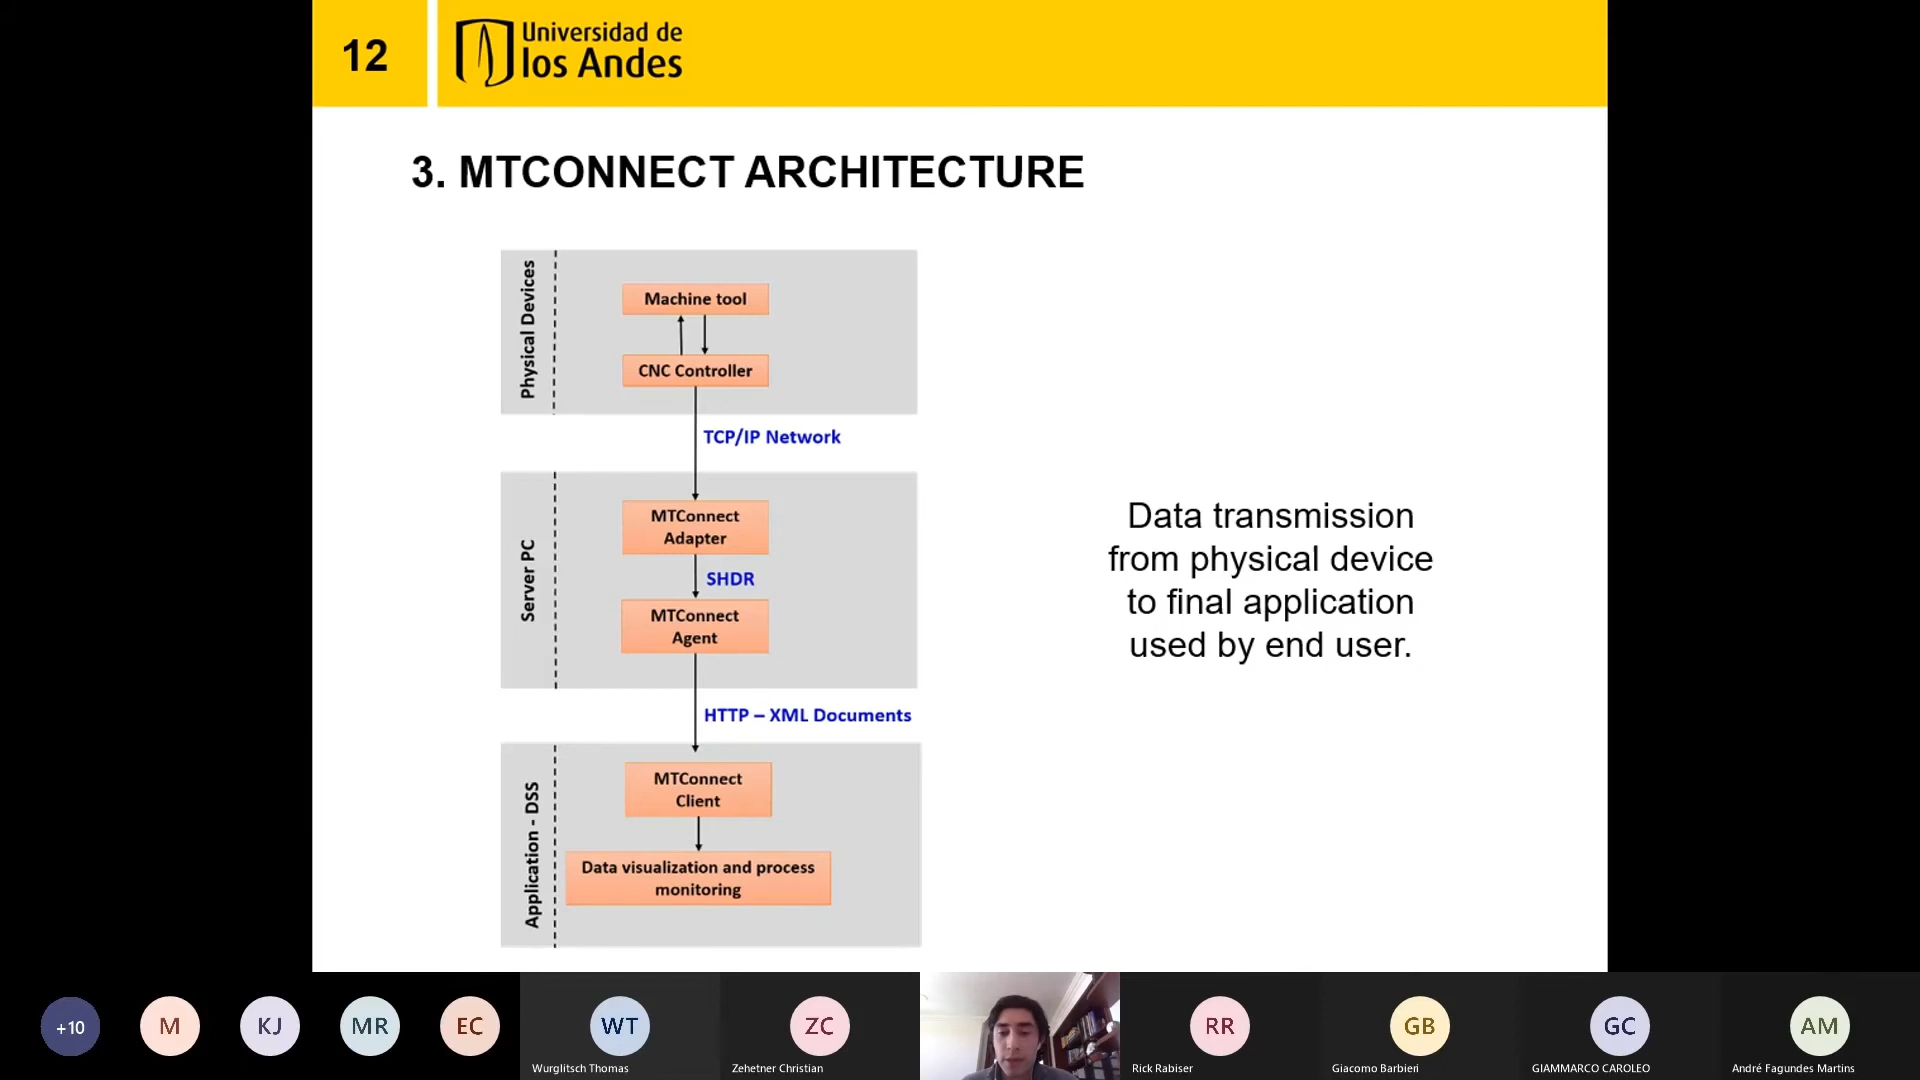 12
Universidad de
los Andes
3. MTCONNECT ARCHITECTURE
Physical Devices
Machine tool
CNC Controller
TCP/IP Network
Server PC
MTConnect
Adapter
SHDR
MTConnect
Agent
HTTP – XML Documents
Application - DSS
MTConnect
Client
Data visualization and process
monitoring
Data transmission
from physical device
to final application
used by end user.
+10
M
KJ
MR
EC
WT
Wurglitsch Thomas
ZC
Zehetner Christian
RR
Rick Rabiser
GB
Giacomo Barbieri
GC
GIAMMARCO CAROLEO
AM
André Fagundes Martins